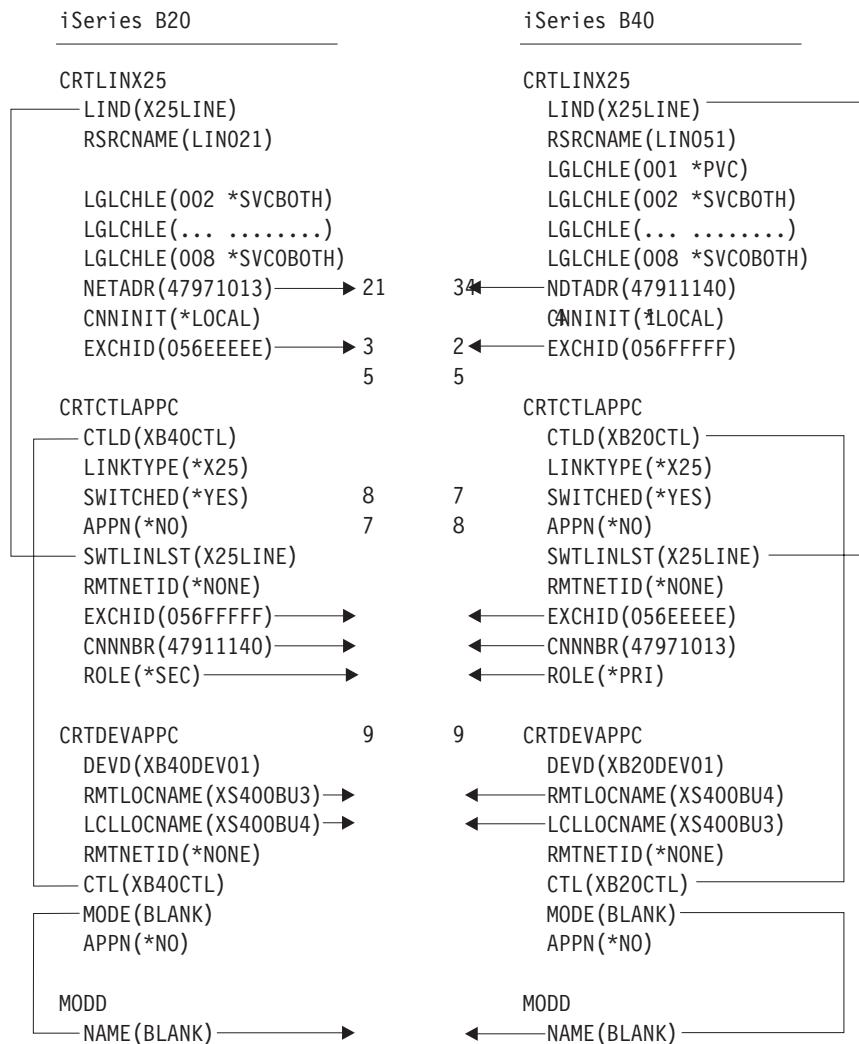 iSeries B20 iSeries B40
CRTLINX25 CRTLINX25
LIND(X25LINE) LIND(X25LINE)
RSRCNAME(LIN021) RSRCNAME(LIN051)
LGLCHLE(001 *PVC)
LGLCHLE(002 *SVCBOTH) LGLCHLE(002 *SVCBOTH)
LGLCHLE(... ........) LGLCHLE(... ........)
LGLCHLE(008 *SVCOBOTH) LGLCHLE(008 *SVCOBOTH)
NETADR(47971013) 21 34 NDTADR(47911140)
CNNINIT(*LOCAL) CNNINIT(*LOCAL) 4 1
EXCHID(056EEEEE) 3 2 EXCHID(056FFFFF)
5 5
CRTCTLAPPC CRTCTLAPPC
CTLD(XB40CTL) CTLD(XB20CTL)
LINKTYPE(*X25) LINKTYPE(*X25)
SWITCHED(*YES) 8 7 SWITCHED(*YES)
APPN(*NO) 7 8 APPN(*NO)
SWTLINLST(X25LINE) SWTLINLST(X25LINE)
RMTNETID(*NONE) RMTNETID(*NONE)
EXCHID(056FFFFF) EXCHID(056EEEEE)
CNNNBR(47911140) CNNNBR(47971013)
ROLE(*SEC) ROLE(*PRI)
CRTDEVAPPC 9 9 CRTDEVAPPC
DEVD(XB40DEV01) DEVD(XB20DEV01)
RMTLOCNAME(XS400BU3) RMTLOCNAME(XS400BU4)
LCLLOCNAME(XS400BU4) LCLLOCNAME(XS400BU3)
RMTNETID(*NONE) RMTNETID(*NONE)
CTL(XB40CTL) CTL(XB20CTL)
MODE(BLANK) MODE(BLANK)
APPN(*NO) APPN(*NO)
MODD MODD
NAME(BLANK) NAME(BLANK)